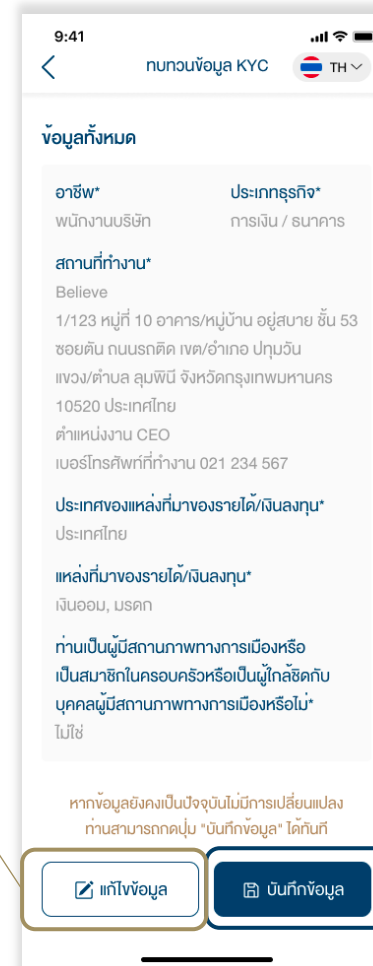 9:41
ทบทวนข้อมูล KYC
TH
ข้อมูลทั้งหมด
อาชีพ* ประเภทธุรกิจ*
พนักงานบริษัท การเงิน / ธนาคาร
สถานที่ทำงาน*
Believe
1/123 หมู่ที่ 10 อาคาร/หมู่บ้าน อยู่สบาย ชั้น 53
ซอยตัน ถนนรถติด เขต/อำเภอ ปทุมวัน
แขวง/ตำบล ลุมพินี จังหวัดกรุงเทพมหานคร
10520 ประเทศไทย
ตำแหน่งงาน CEO
เบอร์โทรศัพท์ที่ทำงาน 021 234 567
ประเทศของแหล่งที่มาของรายได้/เงินลงทุน*
ประเทศไทย
แหล่งที่มาของรายได้/เงินลงทุน*
เงินออม, มรดก
ท่านเป็นผู้มีสถานภาพทางการเมืองหรือ
เป็นสมาชิกในครอบครัวหรือเป็นผู้ใกล้ชิดกับ
บุคคลผู้มีสถานภาพทางการเมืองหรือไม่*
ไม่ใช่
หากข้อมูลยังคงเป็นปัจจุบันไม่มีการเปลี่ยนแปลง
ท่านสามารถกดปุ่ม "บันทึกข้อมูล" ได้ทันที
แก้ไขข้อมูล
บันทึกข้อมูล